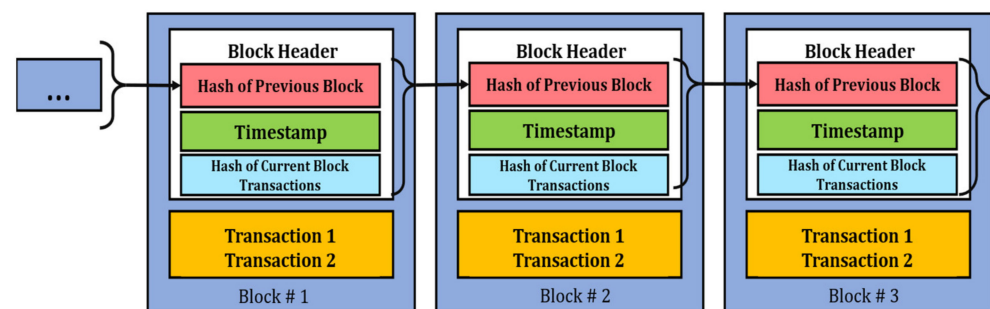 ...
Block Header
Hash of Previous Block
Timestamp
Hash of Current Block
Transactions
Transaction 1
Transaction 2
Block # 1
Block Header
Hash of Previous Block
Timestamp
Hash of Current Block
Transactions
Transaction 1
Transaction 2
Block # 2
Block Header
Hash of Previous Block
Timestamp
Hash of Current Block
Transactions
Transaction 1
Transaction 2
Block # 3